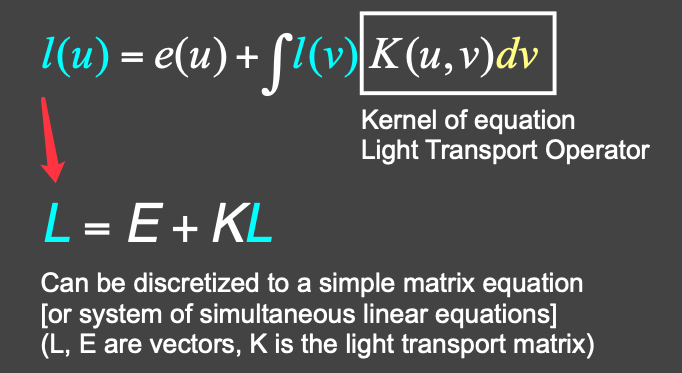 l(u) = e(u) + ∫ l(v) K(u, v)dv
Kernel of equation
Light Transport Operator
L = E + KL
Can be discretized to a simple matrix equation
[or system of simultaneous linear equations]
(L, E are vectors, K is the light transport matrix)